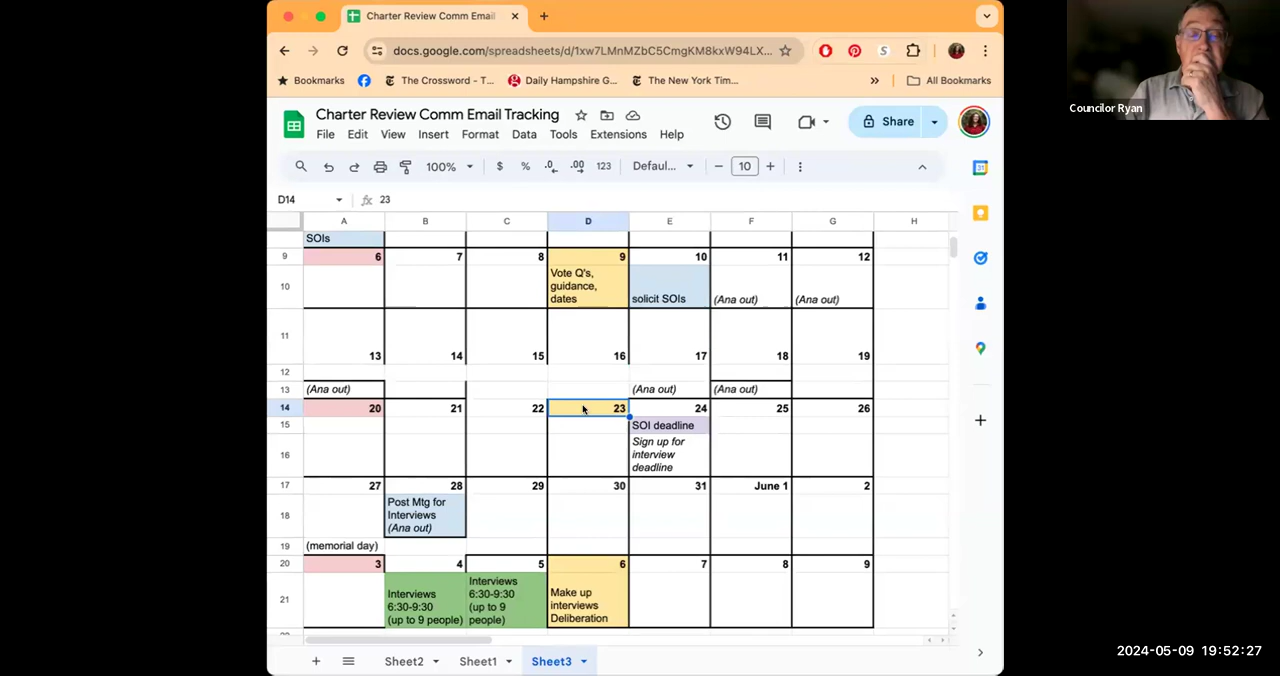 Charter Review Comm Email
docs.google.com/spreadsheets/d/1xw7LMnMZbC5CmgKM8kxW94LX...
Bookmarks The Crossword - T... Daily Hampshire G... The New York Tim... » All Bookmarks
Charter Review Comm Email Tracking
Share
File Edit View Insert Format Data Tools Extensions Help
100% $ % .0 .00 123 Defaul... − 10 +
D14 fx 23
A B C D E F G H
SOIs
9 6 7 8 9 10 11 12
10 Vote Q's,
guidance,
dates
solicit SOIs (Ana out) (Ana out)
11 13 14 15 16 17 18 19
12
13 (Ana out) (Ana out) (Ana out)
14 20 21 22 23 24 25 26
15 SOI deadline
16 Sign up for
interview
deadline
17 27 28 29 30 31 June 1 2
18 Post Mtg for
Interviews
(Ana out)
19 (memorial day)
20 3 4 5 6 7 8 9
21 Interviews
6:30-9:30
(up to 9 people)
Interviews
6:30-9:30
(up to 9
people)
Make up
interviews
Deliberation
Sheet2 Sheet1 Sheet3
Councilor Ryan
2024-05-09 19:52:27